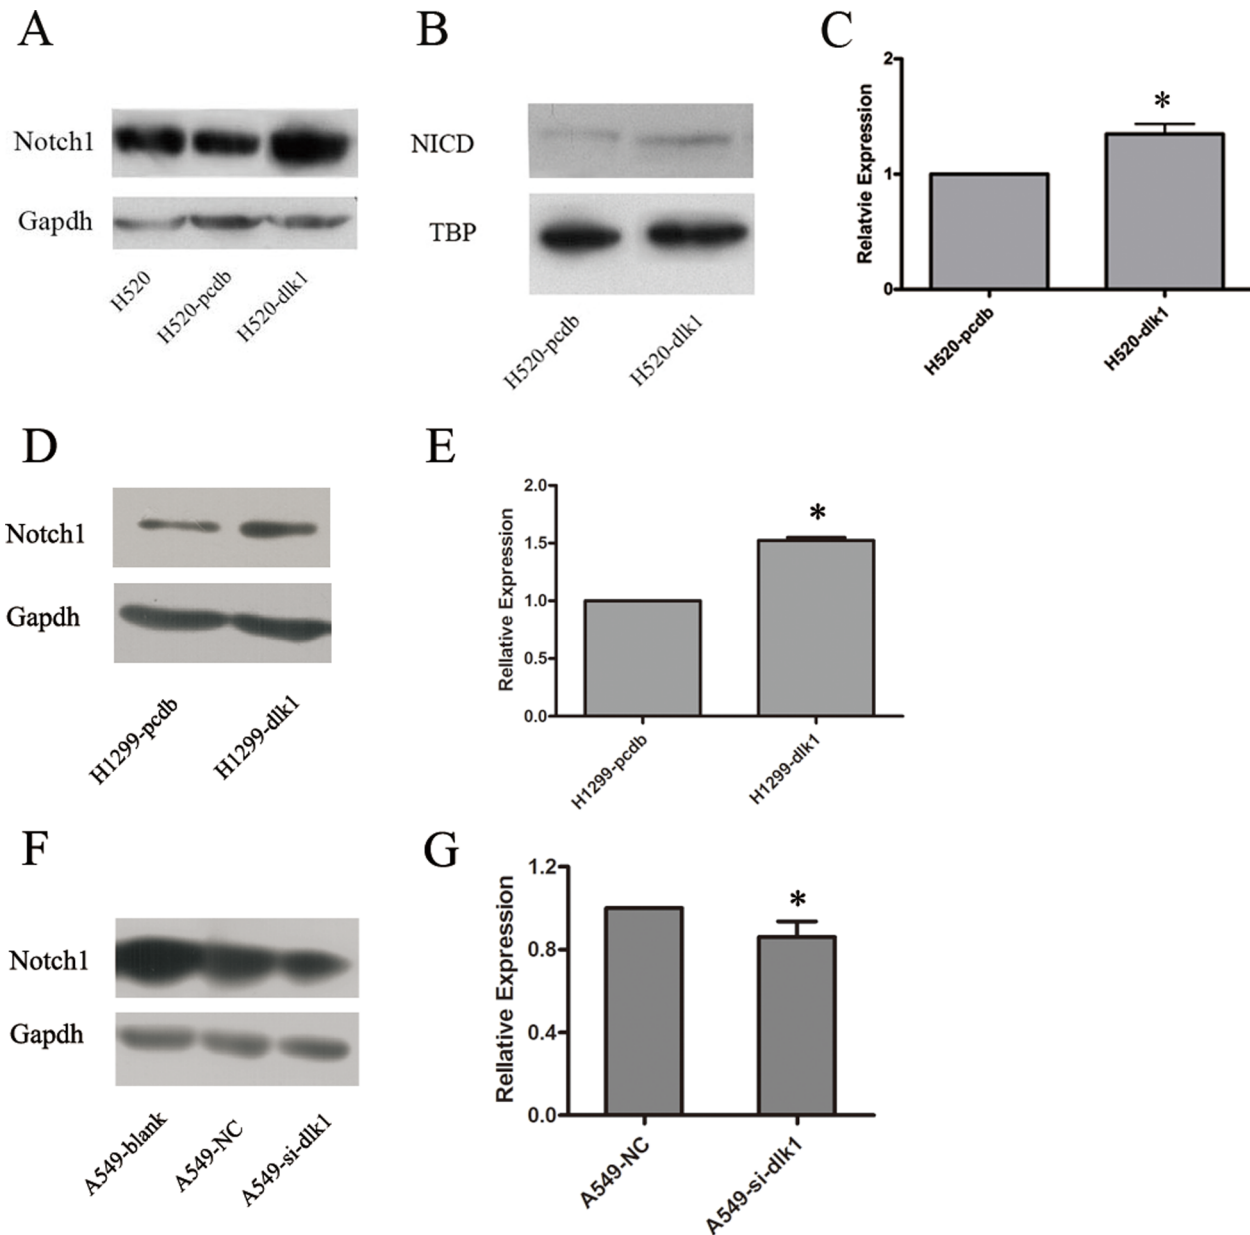 A
Notch1
Gapdh
H520
H520-pcdb
H520-dlk1
B
NICD
TBP
H520-pcdb
H520-dlk1
C
Relatvie Expression
2
1
0
*
H520-pcdb
H520-dlk1
D
Notch1
Gapdh
H1299-pcdb
H1299-dlk1
E
Rellative Expression
2.0
1.5
1.0
0.5
0.0
*
H1299-pcdb
H1299-dlk1
F
Notch1
Gapdh
A549-blank
A549-NC
A549-si-dlk1
G
Rellative Expression
1.2
0.8
0.4
0.0
*
A549-NC
A549-si-dlk1